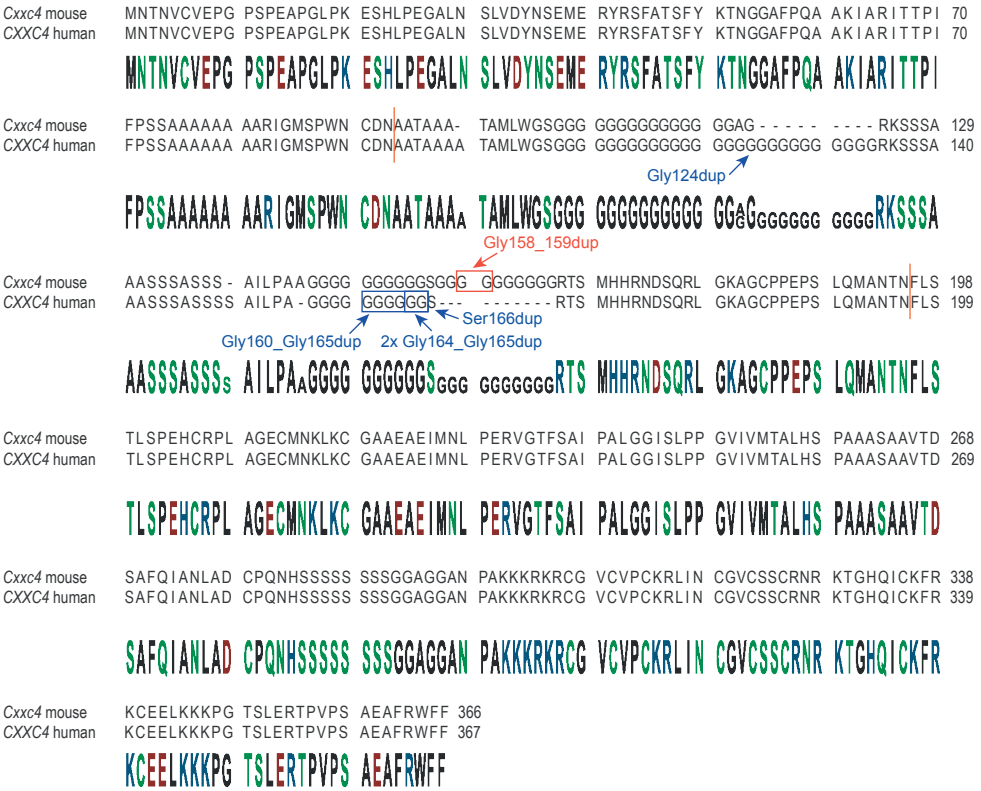 Cxxc4 mouse MNTNVCVEPG PSPEAPGLPK ESHLPEGALN SLVDYNSEME RYRSFATSFY KTNGGAFPQA AKIARITTPI 70
CXXC4 human MNTNVCVEPG PSPEAPGLPK ESHLPEGALN SLVDYNSEME RYRSFATSFY KTNGGAFPQA AKIARITTPI 70
MNTNVCVEPG PSPEAPGLPK ESHLPEGALN SLVDYNSEME RYRSFATSFY KTNGGAFPQA AKIARITTPI
Cxxc4 mouse FPSSAAAAAA AARIGMSPWN CDNAATAAA- TAMLWGSGGG GGGGGGGGGG GGAG - - - - - - - - - - RKSSSA 129
CXXC4 human FPSSAAAAAA AARIGMSPWN CDNAATAAAA TAMLWGSGGG GGGGGGGGGG GGGGGGGGGG GGGGRKSSSA 140
Gly124dup
FPSSAAAAAA AARIGMSPWN CDNAATAAAA TAMLWGSGGG GGGGGGGGGG GGGGGGGGGG GGGGRKSSSA
Gly158_159dup
Cxxc4 mouse AASSSASSSS - AILPAAGGGG GGGGGGSGGG GGGGGGGRTS MHHRNDSQRL GKAGCPPEPS LQMANTNFLS 198
CXXC4 human AASSSASSSS AILPA - GGGG GGGGGGS--- - - - - - - - RTS MHHRNDSQRL GKAGCPPEPS LQMANTNFLS 199
Ser166dup
Gly160_Gly165dup 2x Gly164_Gly165dup
AASSSASSSS AILPAAGGGG GGGGGGSGGG GGGGGGGRTS MHHRNDSQRL GKAGCPPEPS LQMANTNFLS
Cxxc4 mouse TLSPEHCRPL AGECMNKLKC GAAEAEIMNL PERVGTFSAI PALGGISLPP GVIVMTALHS PAAASAAVTD 268
CXXC4 human TLSPEHCRPL AGECMNKLKC GAAEAEIMNL PERVGTFSAI PALGGISLPP GVIVMTALHS PAAASAAVTD 269
TLSPEHCRPL AGECMNKLKC GAAEAEIMNL PERVGTFSAI PALGGISLPP GVIVMTALHS PAAASAAVTD
Cxxc4 mouse SAFQIANLAD CPQNHSSSSS SSSGGAGGAN PAKKKRKRCG VCVPCKRLIN CGVCSSCRNR KTGHQICKFR 338
CXXC4 human SAFQIANLAD CPQNHSSSSS SSSGGAGGAN PAKKKRKRCG VCVPCKRLIN CGVCSSCRNR KTGHQICKFR 339
SAFQIANLAD CPQNHSSSSS SSSGGAGGAN PAKKKRKRCG VCVPCKRLIN CGVCSSCRNR KTGHQICKFR
Cxxc4 mouse KCEELKKKPG TSLERTPVPS AEAFRWFF 366
CXXC4 human KCEELKKKPG TSLERTPVPS AEAFRWFF 367
KCEELKKKPG TSLERTPVPS AEAFRWFF